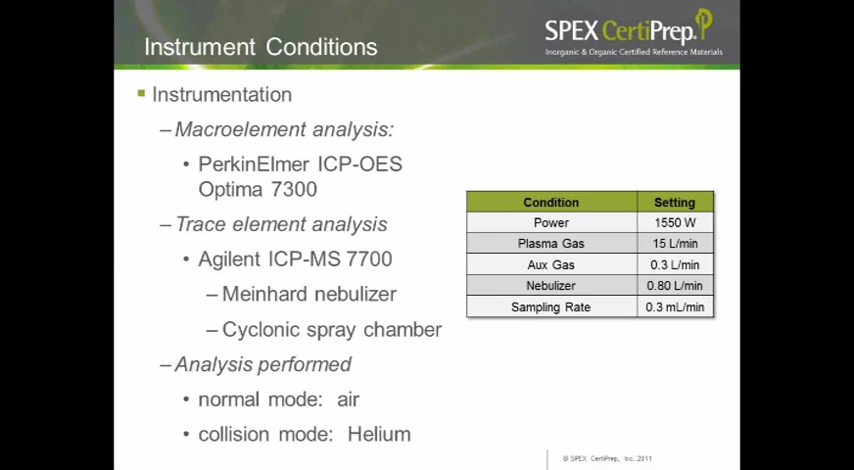 Instrument Conditions
SPEX CertiPrep.
Inorganic & Organic Certified Reference Materials
▪ Instrumentation
– Macroelement analysis:
• PerkinElmer ICP-OES
Optima 7300
– Trace element analysis
• Agilent ICP-MS 7700
– Meinhard nebulizer
– Cyclonic spray chamber
– Analysis performed
• normal mode: air
• collision mode: Helium
Condition Setting
Power 1550 W
Plasma Gas 15 L/min
Aux Gas 0.3 L/min
Nebulizer 0.80 L/min
Sampling Rate 0.3 mL/min
© SPEX CertiPrep, Inc. 2011